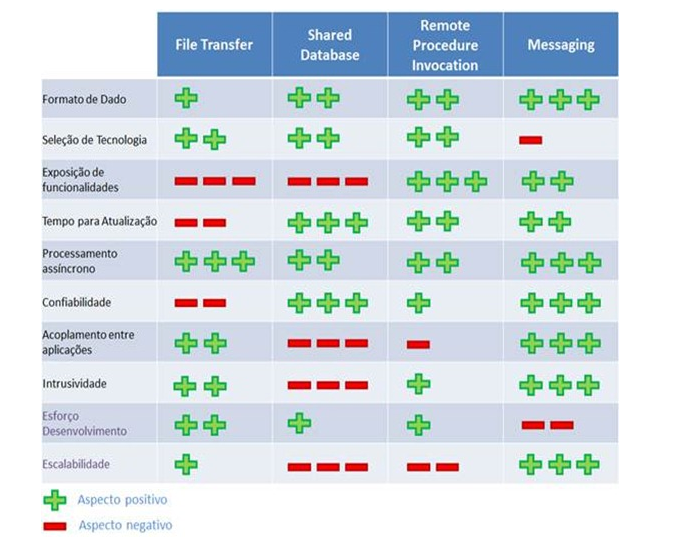 File Transfer
Shared
Database
Remote
Procedure
Invocation
Messaging
Formato de Dado
Seleção de Tecnologia
Exposição de
funcionalidades
Tempo para Atualização
Processamento
assíncrono
Confiabilidade
Acoplamento entre
aplicações
Intrusividade
Esforço
Desenvolvimento
Escalabilidade
Aspecto positivo
Aspecto negativo